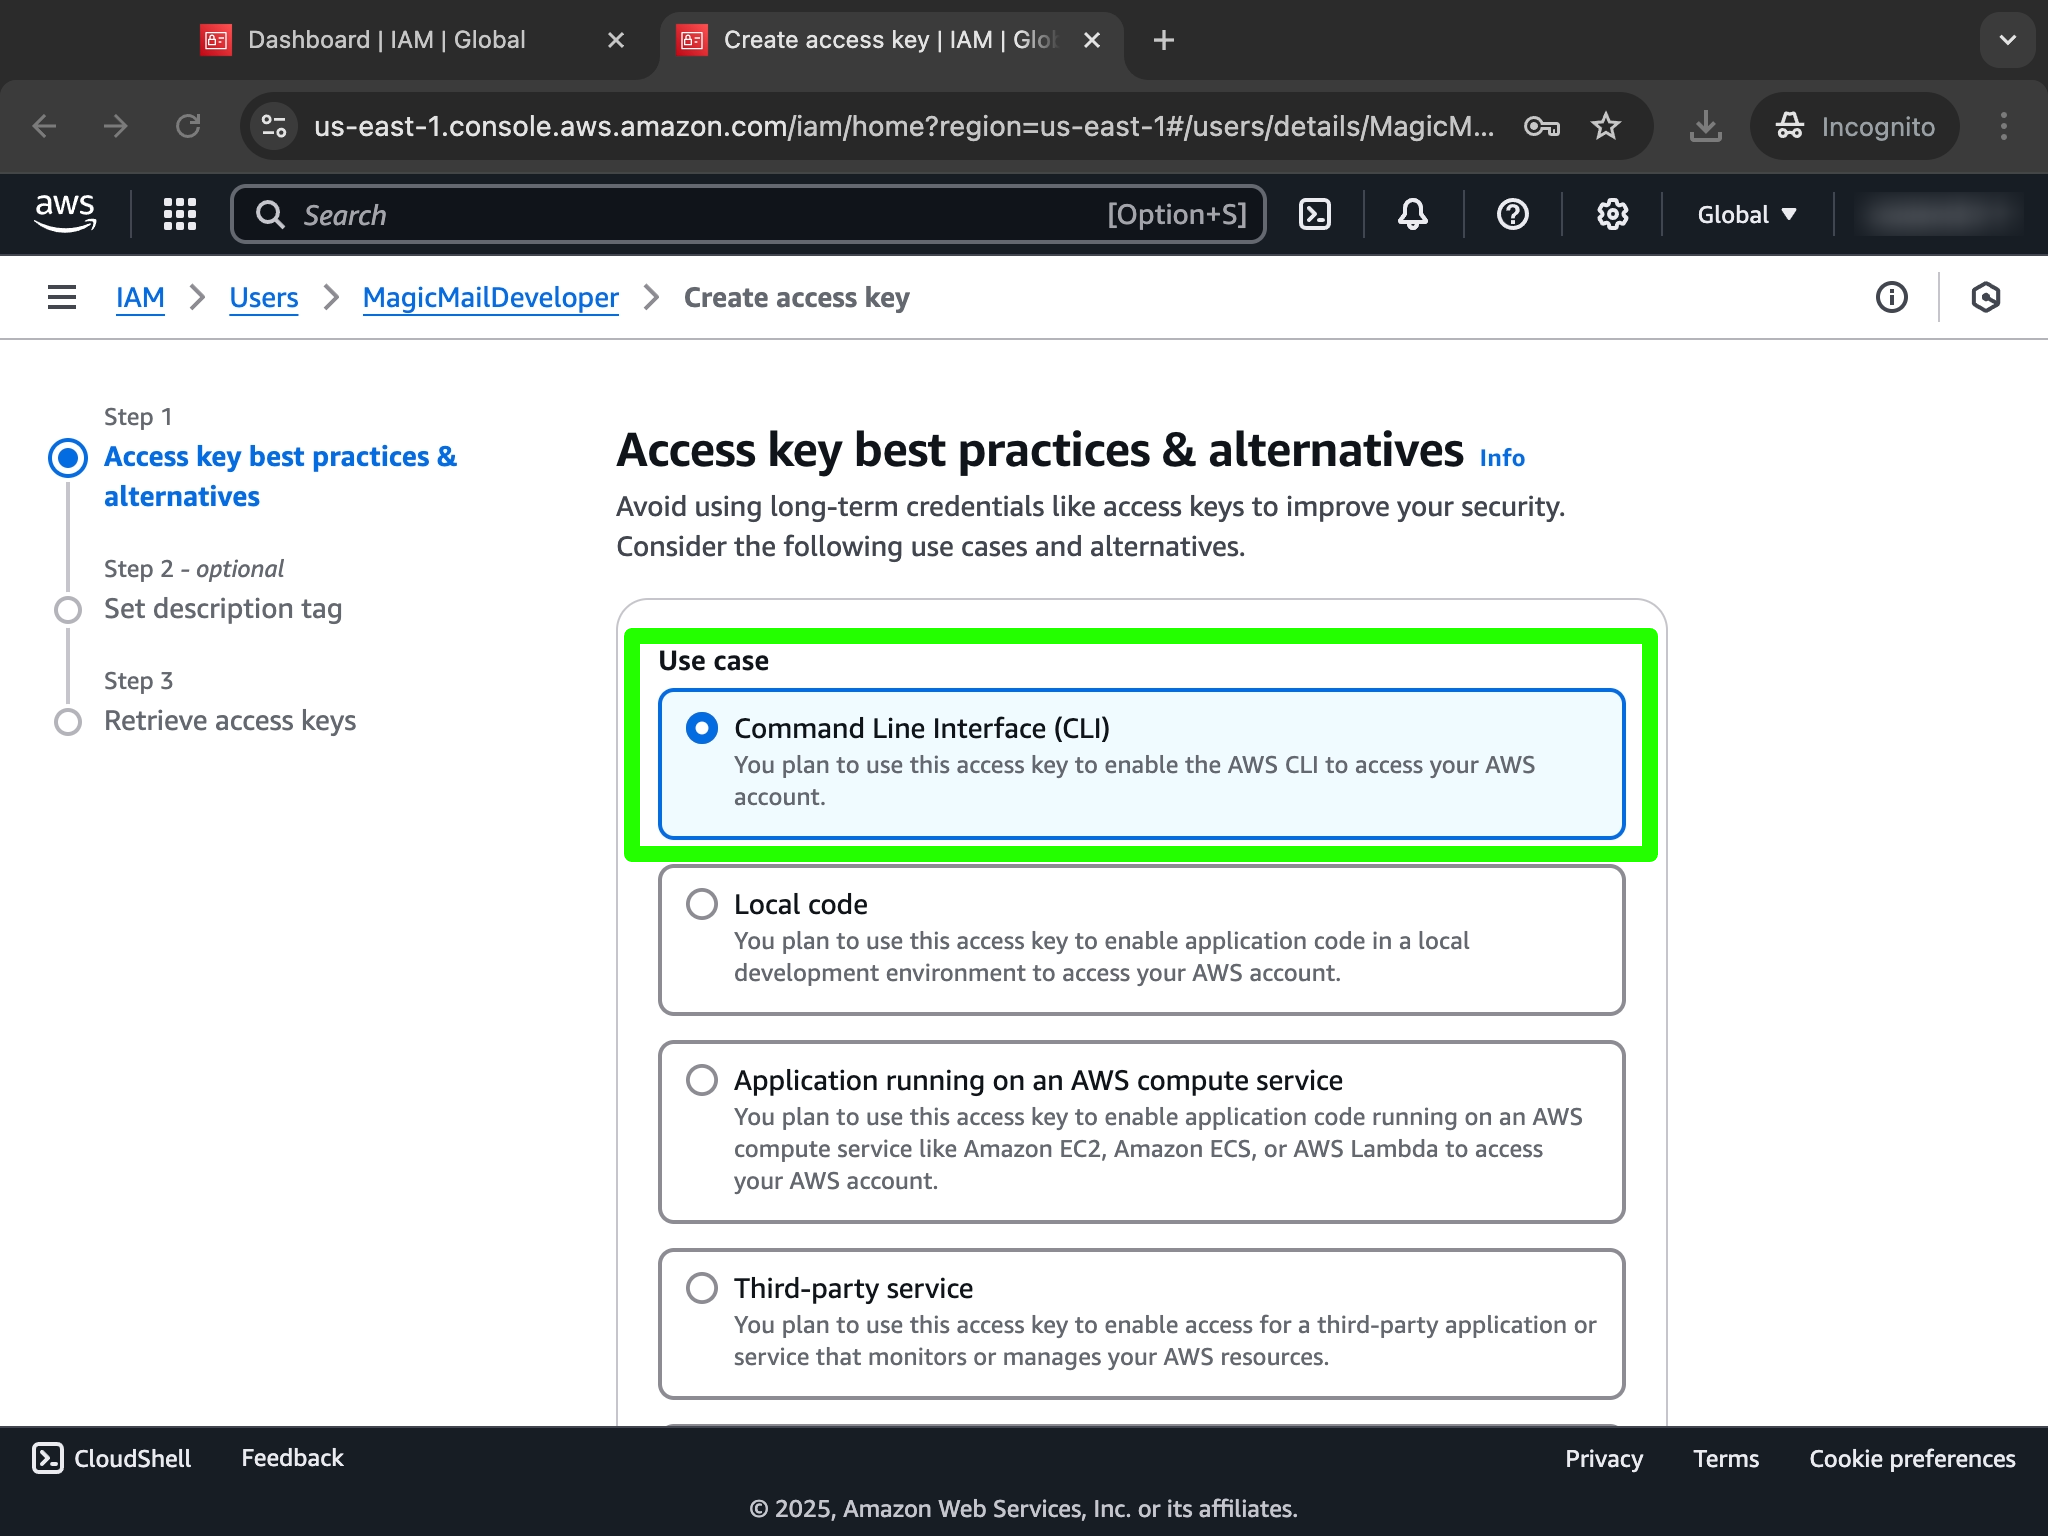 Dashboard | IAM | Global
Create access key | IAM | Glob
us-east-1.console.aws.amazon.com/iam/home?region=us-east-1#/users/details/MagicM...
Incognito
aws
Search
[Option+S]
Global
IAM
Users
MagicMailDeveloper
Create access key
Step 1
Access key best practices &
alternatives
Step 2 - optional
Set description tag
Step 3
Retrieve access keys
Access key best practices & alternatives Info
Avoid using long-term credentials like access keys to improve your security.
Consider the following use cases and alternatives.
Use case
Command Line Interface (CLI)
You plan to use this access key to enable the AWS CLI to access your AWS
account.
Local code
You plan to use this access key to enable application code in a local
development environment to access your AWS account.
Application running on an AWS compute service
You plan to use this access key to enable application code running on an AWS
compute service like Amazon EC2, Amazon ECS, or AWS Lambda to access
your AWS account.
Third-party service
You plan to use this access key to enable access for a third-party application or
service that monitors or manages your AWS resources.
CloudShell
Feedback
Privacy
Terms
Cookie preferences
© 2025, Amazon Web Services, Inc. or its affiliates.